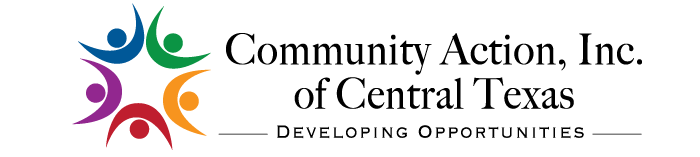 Community Action, Inc.
of Central Texas
Developing Opportunities